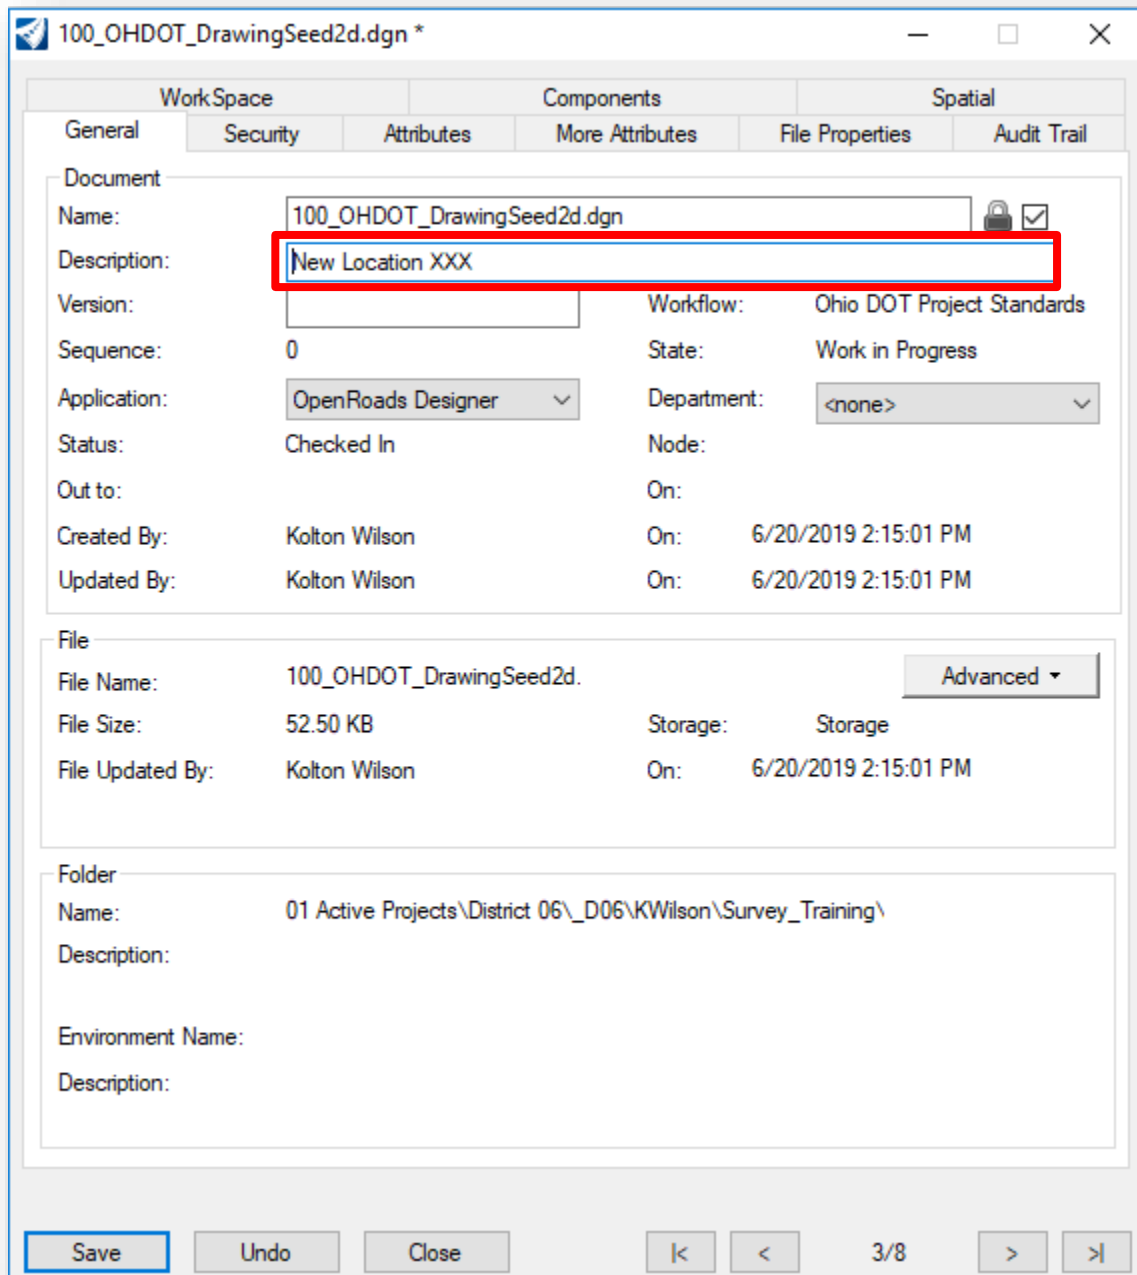 100_OHDOT_DrawingSeed2d.dgn *
WorkSpace Components Spatial
General Security Attributes More Attributes File Properties Audit Trail
Document
Name: 100_OHDOT_DrawingSeed2d.dgn
Description: New Location XXX
Version: Workflow: Ohio DOT Project Standards
Sequence: 0 State: Work in Progress
Application: OpenRoads Designer Department: <none>
Status: Checked In Node:
Out to: On:
Created By: Kolton Wilson On: 6/20/2019 2:15:01 PM
Updated By: Kolton Wilson On: 6/20/2019 2:15:01 PM
File
File Name: 100_OHDOT_DrawingSeed2d. Advanced
File Size: 52.50 KB Storage: Storage
File Updated By: Kolton Wilson On: 6/20/2019 2:15:01 PM
Folder
Name: 01 Active Projects\District 06\_D06\KWilson\Survey_Training\
Description:
Environment Name:
Description:
Save Undo Close |< < 3/8 > >|